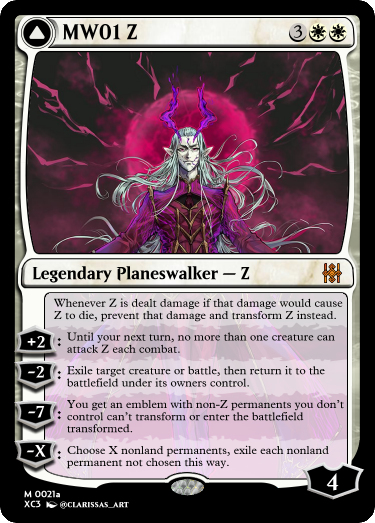 MW01 Z 3
Legendary Planeswalker — Z
Whenever Z is dealt damage if that damage would cause
Z to die, prevent that damage and transform Z instead.
+2: Until your next turn, no more than one creature can
attack Z each combat.
-2: Exile target creature or battle, then return it to the
battlefield under its owners control.
-7: You get an emblem with non-Z permanents you don't
control can't transform or enter the battlefield
transformed.
-X: Choose X nonland permanents, exile each nonland
permanent not chosen this way.
4
M 0021a
XC3 @CLARISSAS_ART